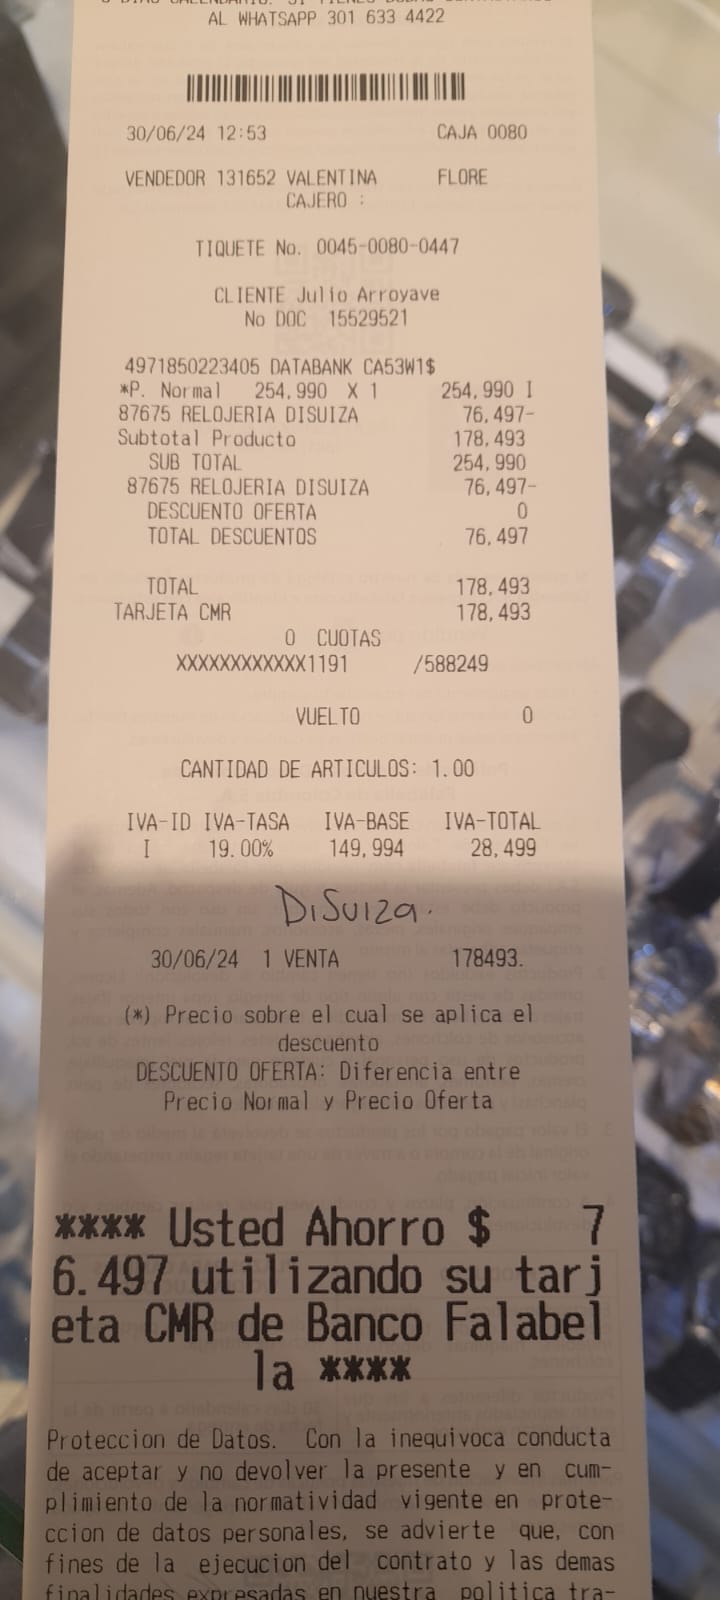 AL WHATSAPP 301 633 4422
30/06/24 12:53 CAJA 0080
VENDEDOR 131652 VALENTINA FLORE
CAJERO :
TIQUETE No. 0045-0080-0447
CLIENTE Julio Arroyave
No DOC 15529521
4971850223405 DATABANK CA53W1$
*P. Normal 254,990 X 1 254,990 I
87675 RELOJERIA DISUIZA 76,497-
Subtotal Producto 178,493
SUB TOTAL 254,990
87675 RELOJERIA DISUIZA 76,497-
DESCUENTO OFERTA 0
TOTAL DESCUENTOS 76,497
TOTAL 178,493
TARJETA CMR 178,493
0 CUOTAS
XXXXXXXXXXXX1191 /588249
VUELTO 0
CANTIDAD DE ARTICULOS: 1.00
IVA-ID IVA-TASA IVA-BASE IVA-TOTAL
I 19.00% 149,994 28,499
DiSuiza.
30/06/24 1 VENTA 178493.
(*) Precio sobre el cual se aplica el
descuento
DESCUENTO OFERTA: Diferencia entre
Precio Normal y Precio Oferta
**** Usted Ahorro $ 7
6.497 utilizando su tarj
eta CMR de Banco Falabel
la ****
Proteccion de Datos. Con la inequivoca conducta
de aceptar y no devolver la presente y en cum-
plimiento de la normatividad vigente en prote-
ccion de datos personales, se advierte que, con
fines de la ejecucion del contrato y las demas
finalidades expresadas en nuestra politica tra-